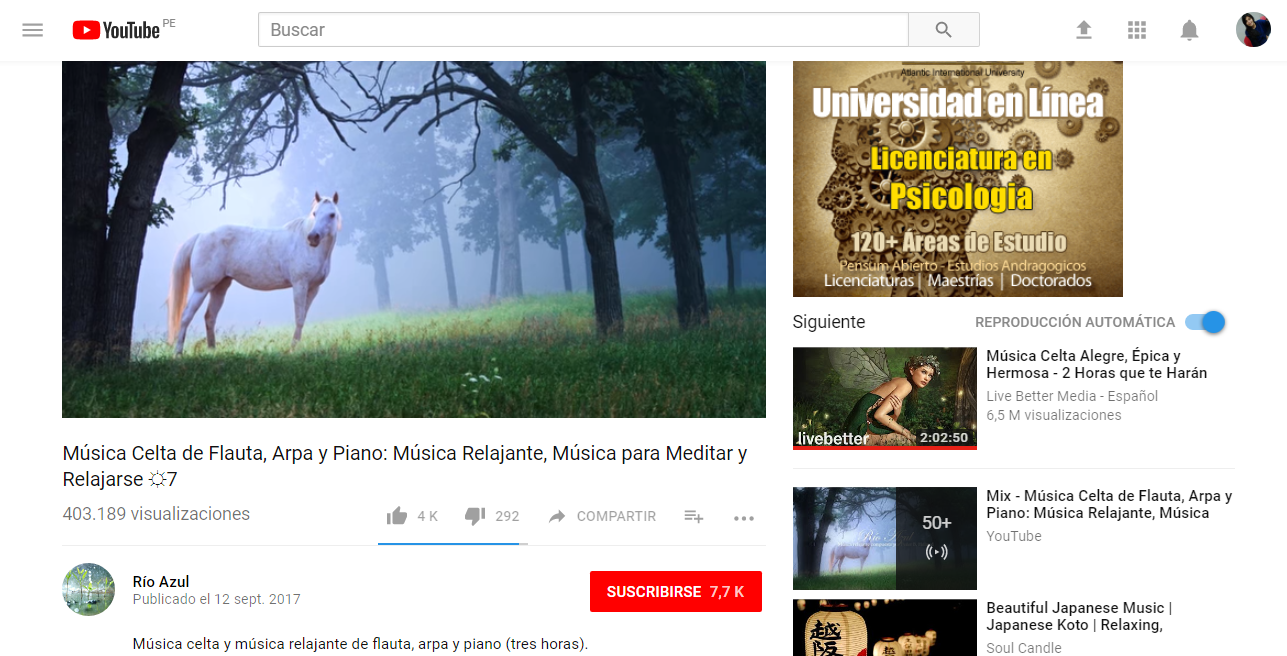 YouTube PE
Buscar
Atlantic International University
Universidad en Línea
Licenciatura en
Psicología
120+ Áreas de Estudio
Pensum Abierto - Estudios Andragogicos
Licenciaturas | Maestrías | Doctorados
Música Celta de Flauta, Arpa y Piano: Música Relajante, Música para Meditar y
Relajarse ☼7
403.189 visualizaciones
4 K
292
COMPARTIR
Río Azul
Publicado el 12 sept. 2017
SUSCRIBIRSE 7,7 K
Música celta y música relajante de flauta, arpa y piano (tres horas).
Siguiente
REPRODUCCIÓN AUTOMÁTICA
livebetter
2:02:50
Música Celta Alegre, Épica y
Hermosa - 2 Horas que te Harán
Live Better Media - Español
6,5 M visualizaciones
Río Azul
50+
Mix - Música Celta de Flauta, Arpa y
Piano: Música Relajante, Música
YouTube
越
阪
Beautiful Japanese Music |
Japanese Koto | Relaxing,
Soul Candle